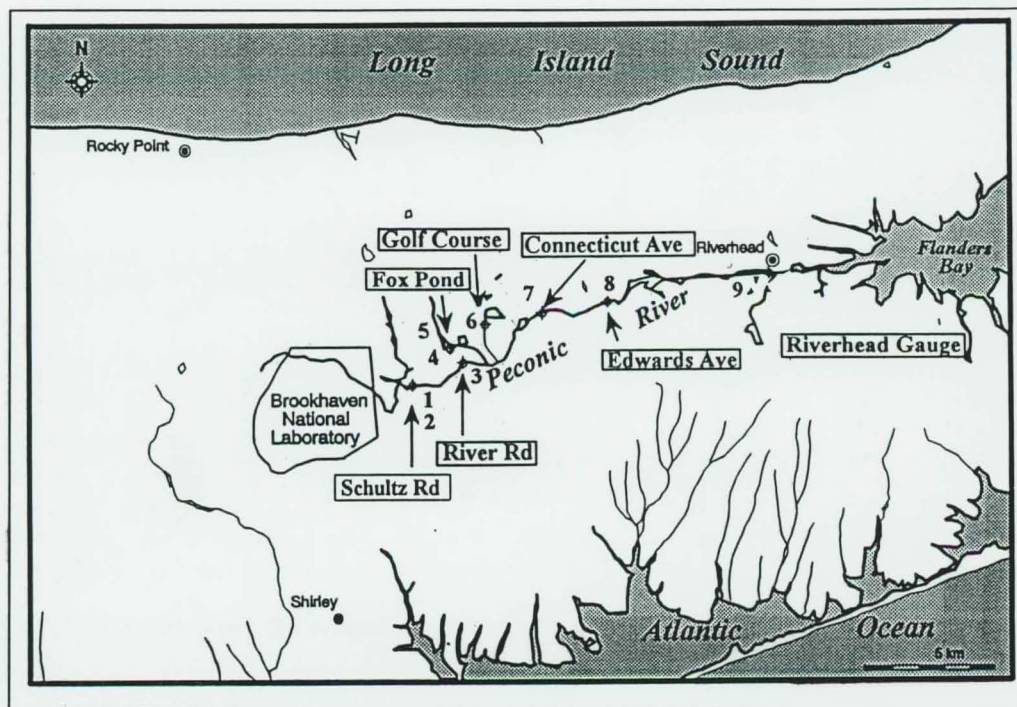 N
Long Island Sound
Rocky Point
Golf Course
Connecticut Ave
Riverhead
Flanders
Bay
Fox Pond
7
8
9
6
5
4
3
River
Peconic
Edwards Ave
Riverhead Gauge
Brookhaven
National
Laboratory
1
2
River Rd
Schultz Rd
Shirley
Atlantic Ocean
5 km